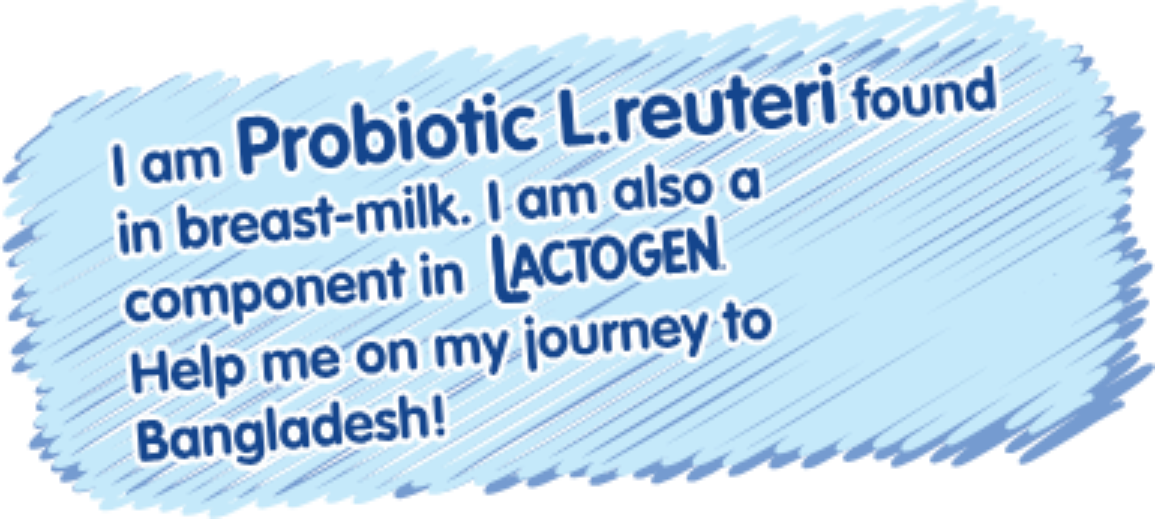 I am Probiotic L.reuteri found
in breast-milk. I am also a
component in LACTOGEN
Help me on my journey to
Bangladesh!